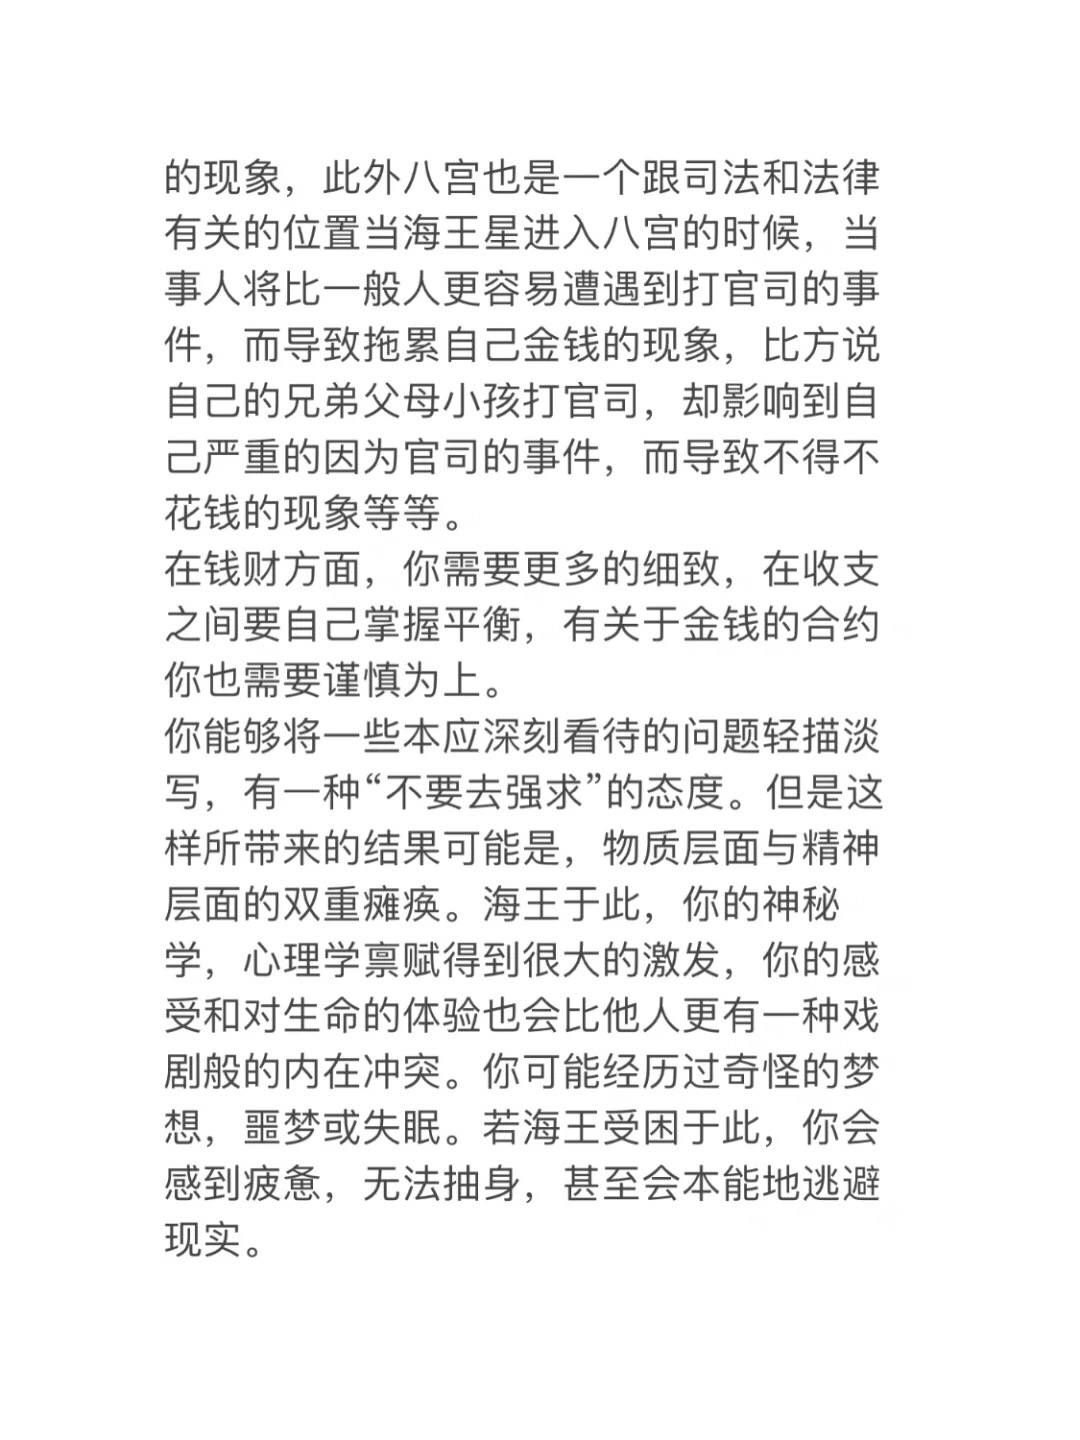 的现象，此外八宫也是一个跟司法和法律
有关的位置当海王星进入八宫的时候，当
事人将比一般人更容易遭遇到打官司的事
件，而导致拖累自己金钱的现象，比方说
自己的兄弟父母小孩打官司，却影响到自
己严重的因为官司的事件，而导致不得不
花钱的现象等等。
在钱财方面，你需要更多的细致，在收支
之间要自己掌握平衡，有关于金钱的合约
你也需要谨慎为上。
你能够将一些本应深刻看待的问题轻描淡
写，有一种“不要去强求”的态度。但是这
样所带来的结果可能是，物质层面与精神
层面的双重瘫痪。海王于此，你的神秘
学，心理学禀赋得到很大的激发，你的感
受和对生命的体验也会比他人更有一种戏
剧般的内在冲突。你可能经历过奇怪的梦
想，噩梦或失眠。若海王受困于此，你会
感到疲惫，无法抽身，甚至会本能地逃避
现实。